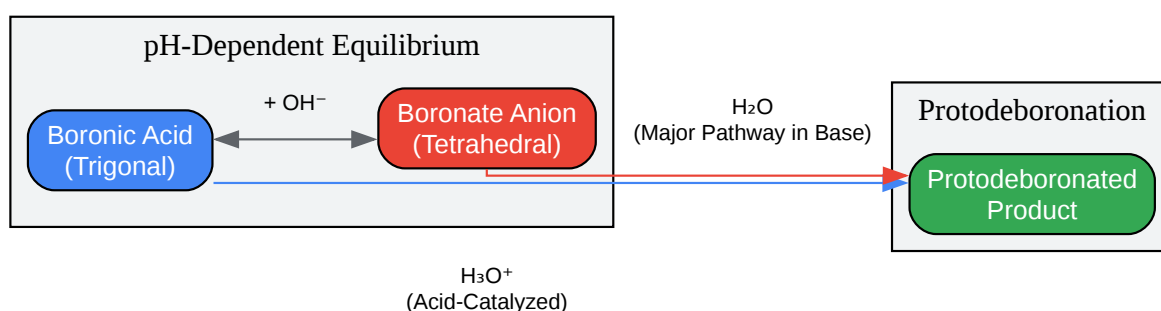 pH-Dependent Equilibrium
Boronic Acid
(Trigonal)
+ OH⁻
Boronate Anion
(Tetrahedral)
H₂O
(Major Pathway in Base)
Protodeboronation
Protodeboronated
Product
H₃O⁺
(Acid-Catalyzed)